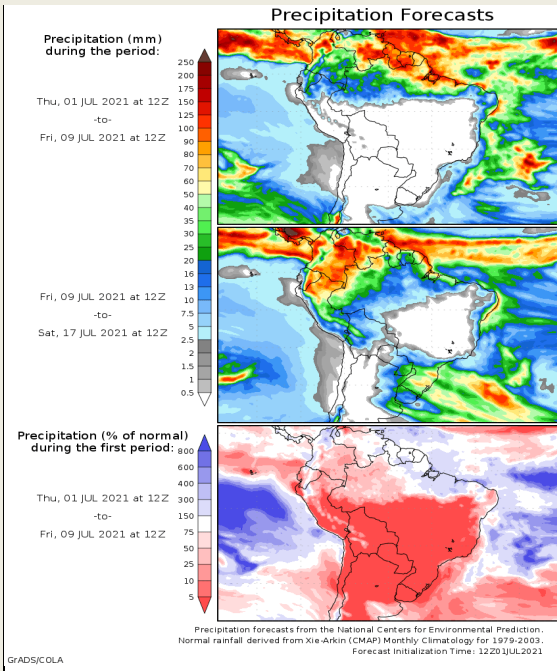 Precipitation Forecasts
Precipitation (mm)
during the period:
Thu, 01 JUL 2021 at 12Z
-to-
Fri, 09 JUL 2021 at 12Z
250
200
175
150
125
100
90
80
70
60
50
40
35
30
25
20
16
13
10
7.5
5
2.5
2
1.5
1
0.5
Fri, 09 JUL 2021 at 12Z
-to-
Sat, 17 JUL 2021 at 12Z
Precipitation (% of normal)
during the first period:
Thu, 01 JUL 2021 at 12Z
-to-
Fri, 09 JUL 2021 at 12Z
800
600
400
300
150
75
50
25
10
5
Precipitation forecasts from the National Centers for Environmental Prediction.
Normal rainfall derived from Xie-Arkin (CMAP) Monthly Climatology for 1979-2003.
Forecast Initialization Time: 12Z01JUL2021
GrADS/COLA